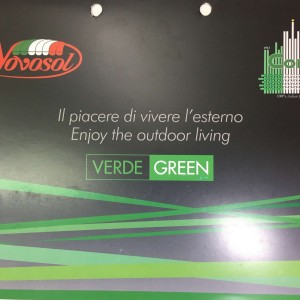 Novosol
Il piacere di vivere l'esterno
Enjoy the outdoor living
VERDE GREEN